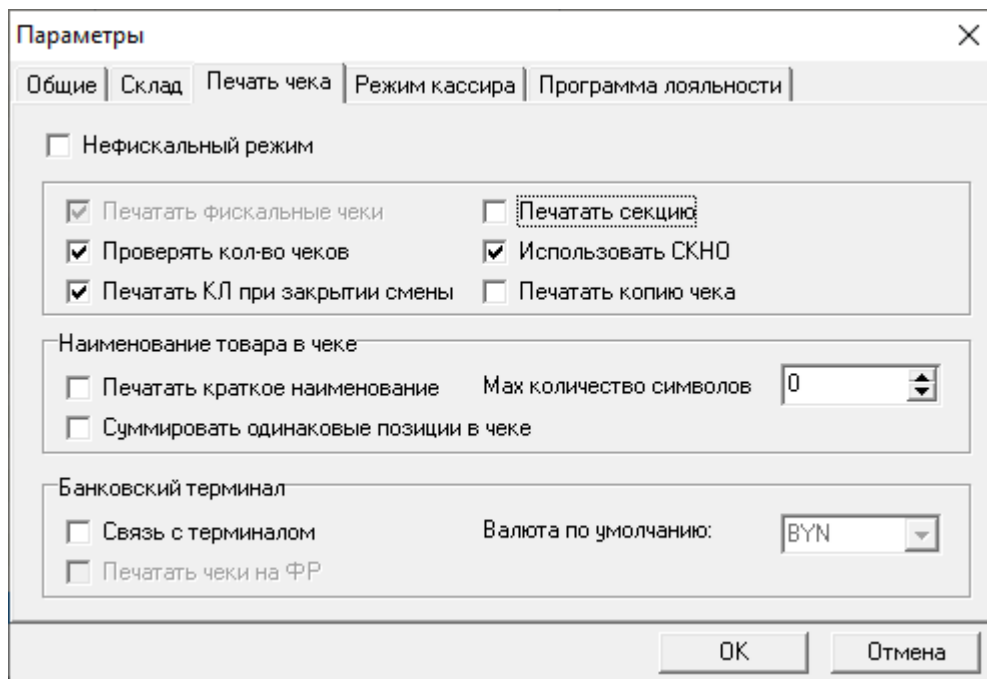 Параметры
Общие Склад Печать чека Режим кассира Программа лояльности
Нефискальный режим
Печатать фискальные чеки Печатать секцию
Проверять кол-во чеков Использовать СКНО
Печатать КЛ при закрытии смены Печатать копию чека
Наименование товара в чеке
Печатать краткое наименование Мах количество символов 0
Суммировать одинаковые позиции в чеке
Банковский терминал
Связь с терминалом Валюта по умолчанию: BYN
Печатать чеки на ФР
OK Отмена